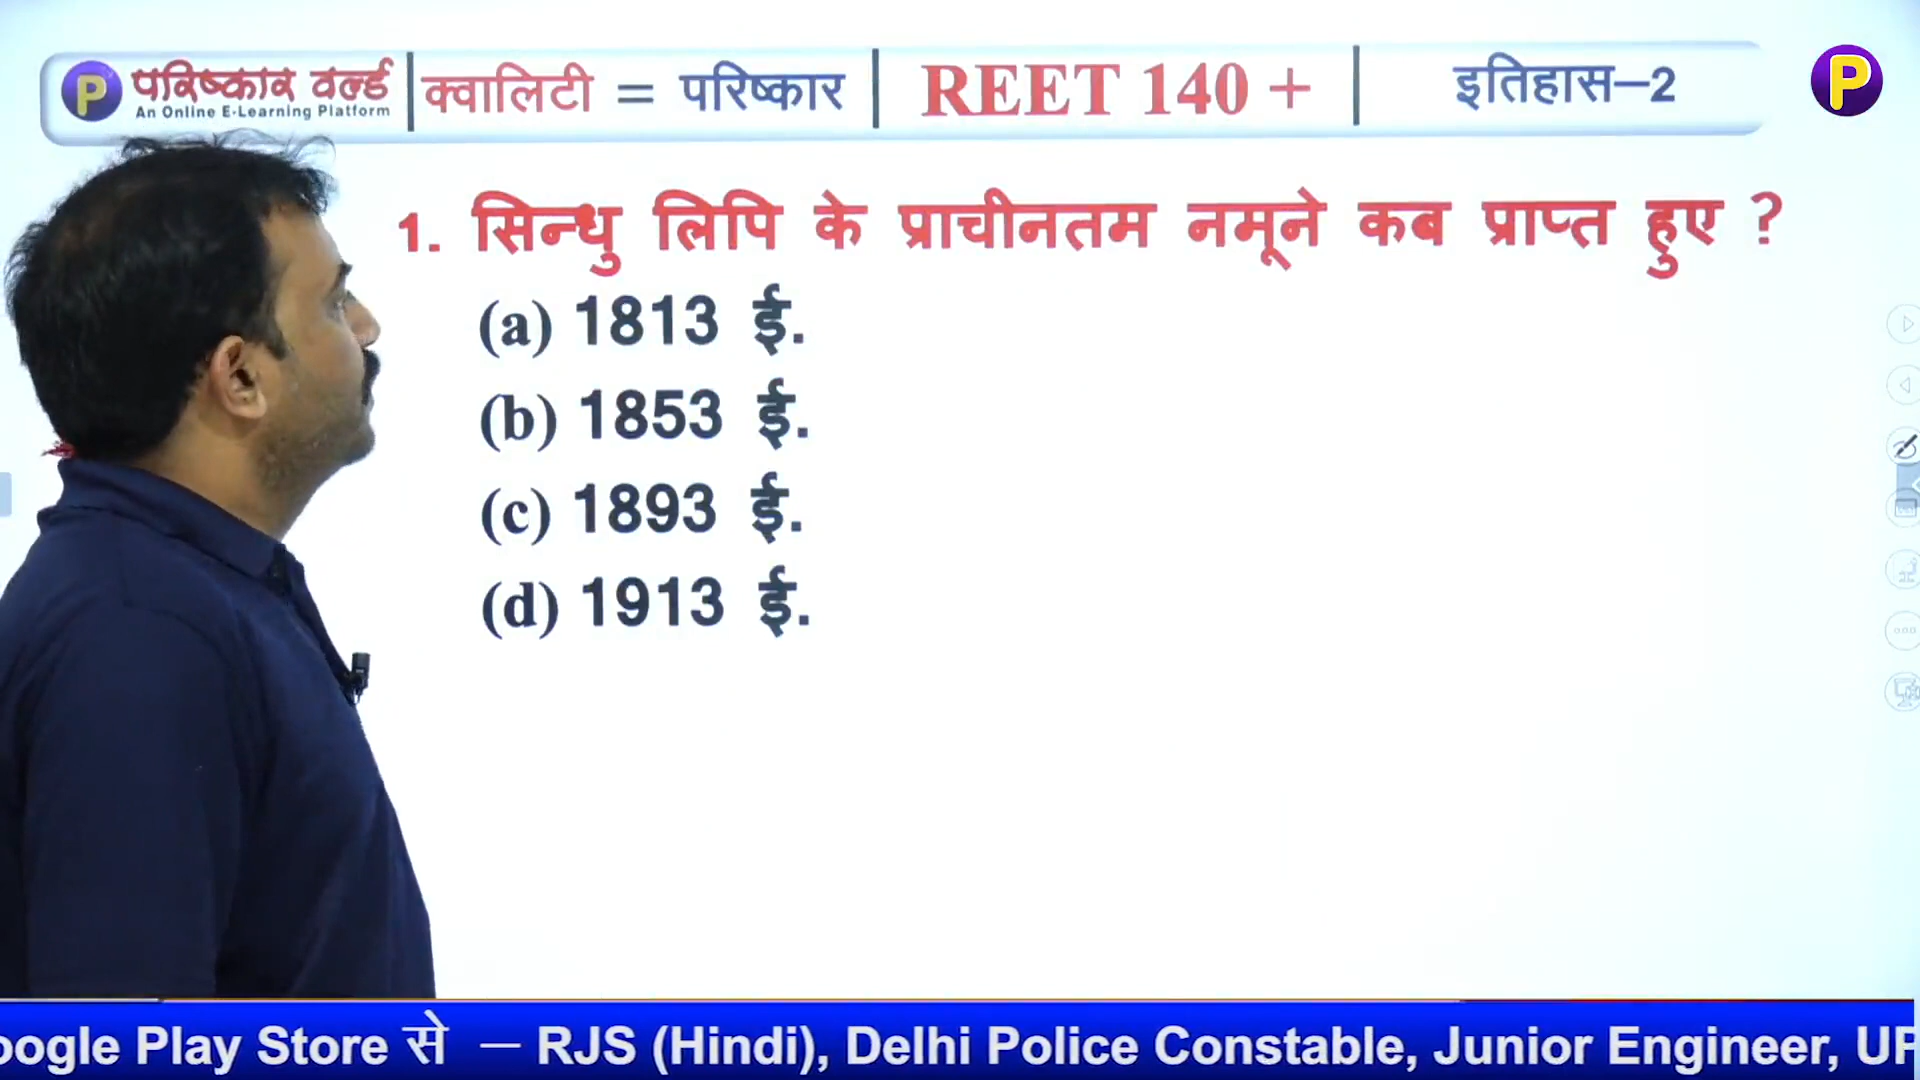 परिष्कार वर्ल्ड
An Online E-Learning Platform
क्वालिटी = परिष्कार
REET 140 +
इतिहास–2
P
P
1. सिन्धु लिपि के प्राचीनतम नमूने कब प्राप्त हुए ?
(a) 1813 ई.
(b) 1853 ई.
(c) 1893 ई.
(d) 1913 ई.
oogle Play Store से – RJS (Hindi), Delhi Police Constable, Junior Engineer, UP